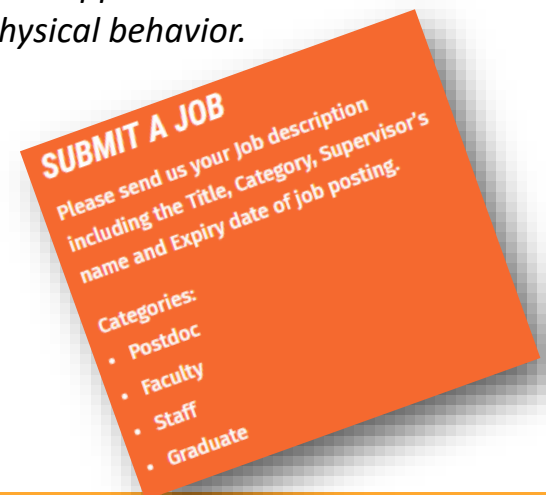 hysical behavior.
SUBMIT A JOB
Please send us your Job description
including the Title, Category, Supervisor's
name and Expiry date of job posting.
Categories:
• Postdoc
• Faculty
• Staff
• Graduate